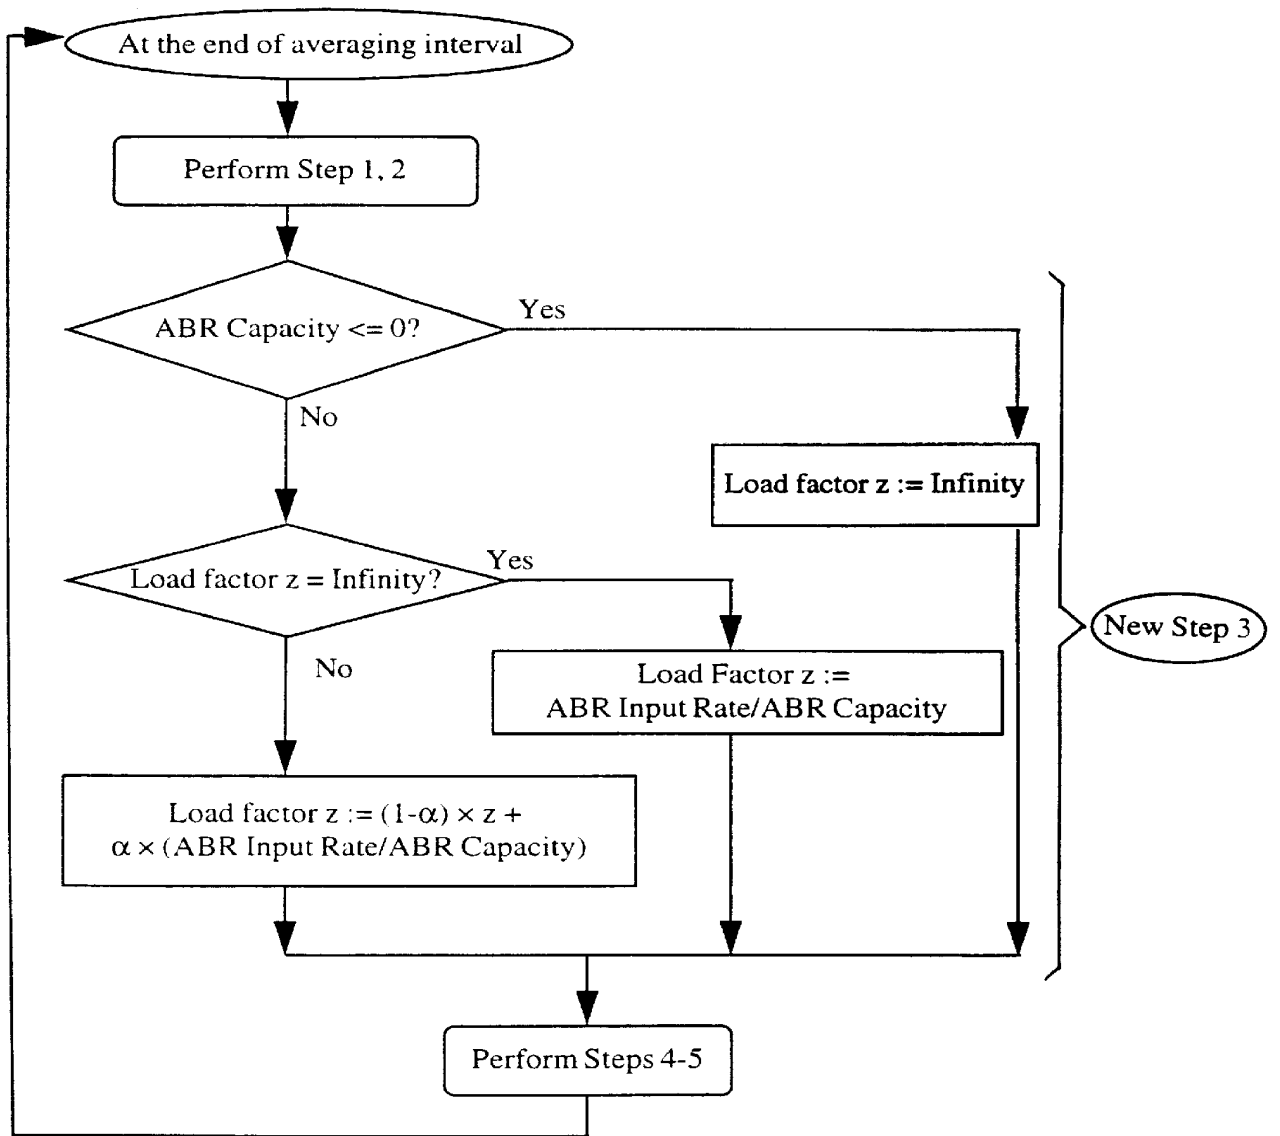 At the end of averaging interval
Perform Step 1, 2
ABR Capacity <= 0?
Yes
No
Load factor z := Infinity
Load factor z = Infinity?
Yes
No
New Step 3
Load Factor z :=
ABR Input Rate/ABR Capacity
Load factor z := (1-α) × z +
α × (ABR Input Rate/ABR Capacity)
Perform Steps 4-5